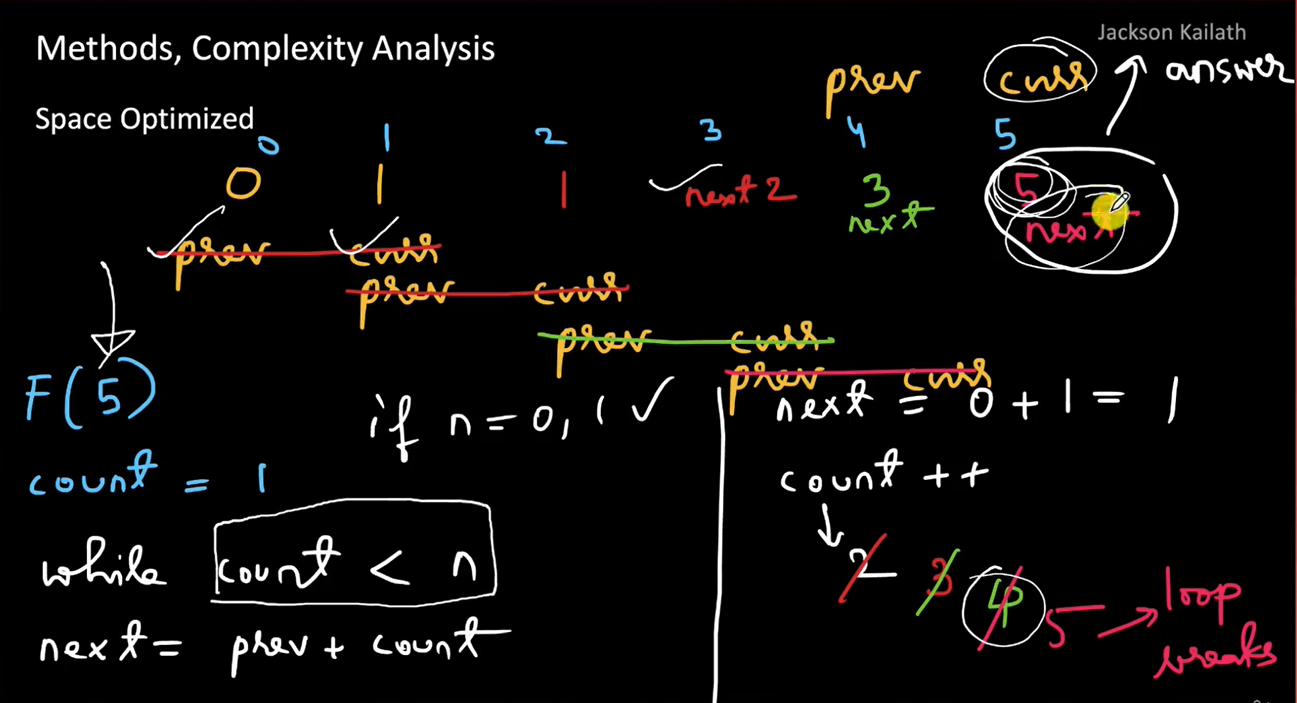 Methods, Complexity Analysis
Jackson Kailath
prev curr answer
Space Optimized
0 1 2 3 4 5
0 1 1 next 2 3 next 5 next
prev curr
prev curr
prev curr
prev curr
F(5)
count = 1
if n = 0, 1 ✓
while count < n
next = prev + count
next = 0 + 1 = 1
count ++
2 3 4 5 → loop breaks